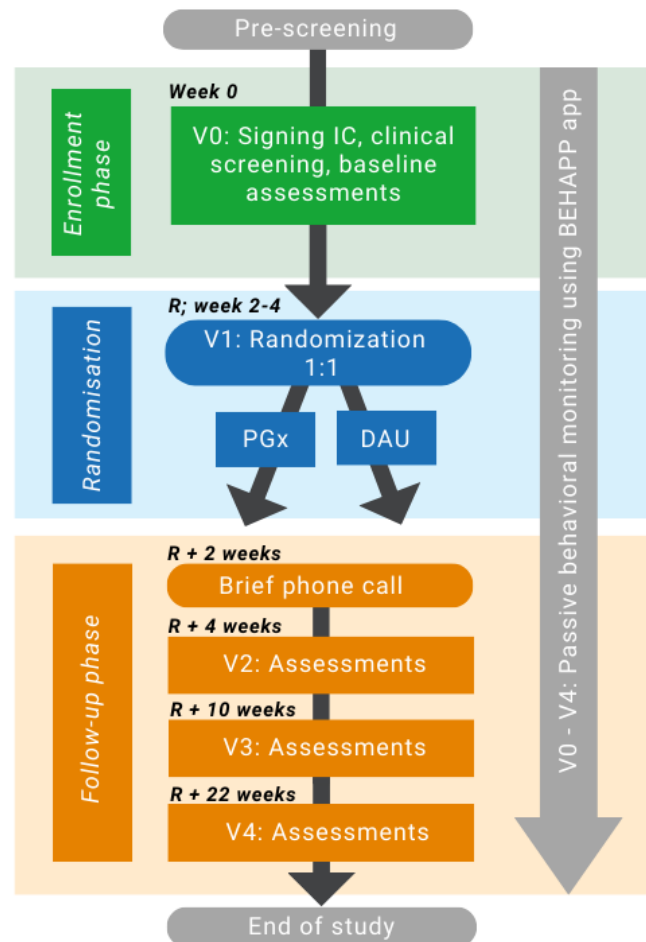 Pre-screening
Enrollment
phase
Week 0
V0: Signing IC, clinical
screening, baseline
assessments
Randomisation
R; week 2-4
V1: Randomization
1:1
PGx
DAU
Follow-up phase
R + 2 weeks
Brief phone call
R + 4 weeks
V2: Assessments
R + 10 weeks
V3: Assessments
R + 22 weeks
V4: Assessments
V0 - V4: Passive behavioral monitoring using BEHAPP app
End of study